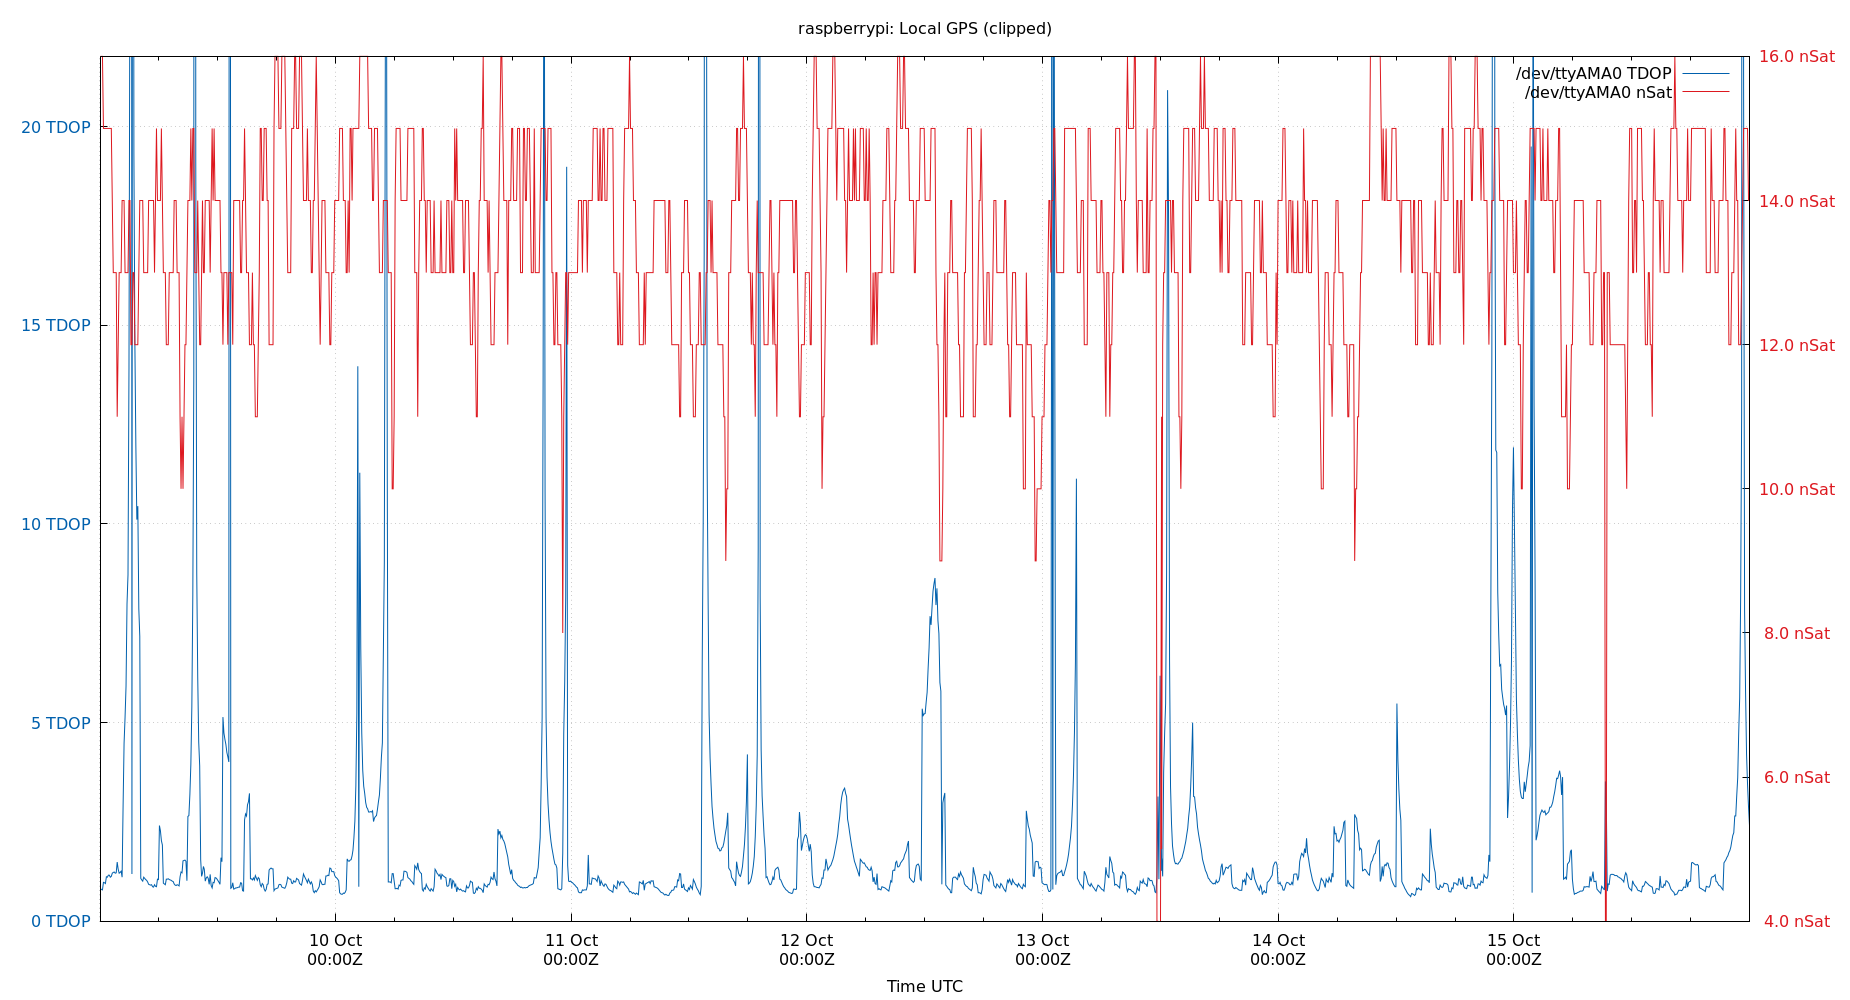 raspberrypi: Local GPS (clipped)
/dev/ttyAMA0 TDOP
/dev/ttyAMA0 nSat
20 TDOP
15 TDOP
10 TDOP
5 TDOP
0 TDOP
16.0 nSat
14.0 nSat
12.0 nSat
10.0 nSat
8.0 nSat
6.0 nSat
4.0 nSat
10 Oct
00:00Z
11 Oct
00:00Z
12 Oct
00:00Z
13 Oct
00:00Z
14 Oct
00:00Z
15 Oct
00:00Z
Time UTC